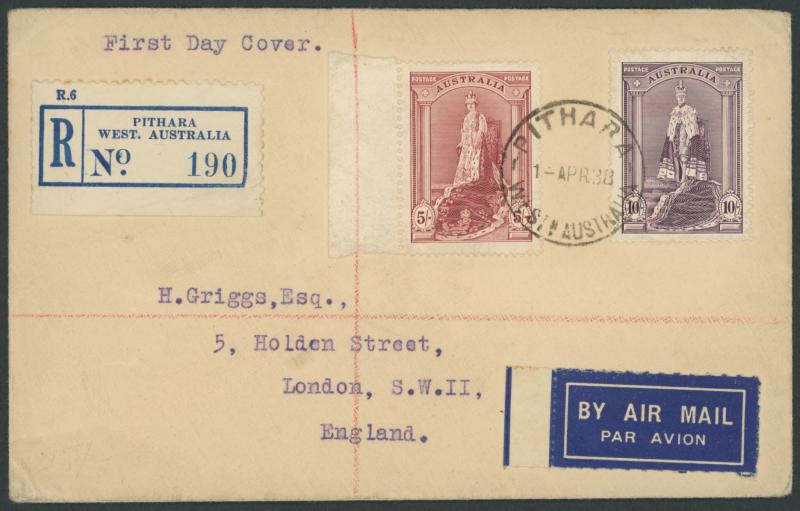 First Day Cover.
R.6
R
PITHARA
WEST. AUSTRALIA
No. 190
POSTAGE POSTAGE
AUSTRALIA
5/- 5/-
POSTAGE POSTAGE
AUSTRALIA
10/- 10/-
PITHARA
1-APR.38
WEST'N AUSTRALIA
H.Griggs,Esq.,
5, Holden Street,
London, S.W.II,
England.
BY AIR MAIL
PAR AVION